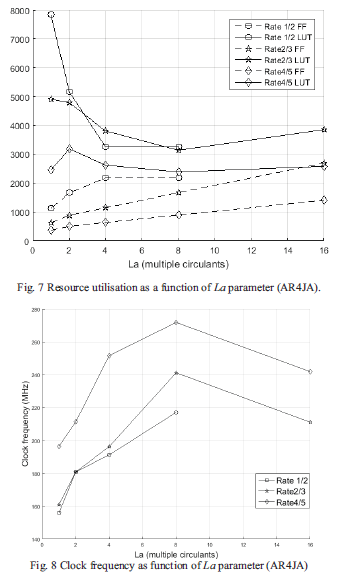 8000
7000
6000
5000
4000
3000
2000
1000
0
0 2 4 6 8 10 12 14 16
La (multiple circulants)
Rate 1/2 FF
Rate 1/2 LUT
Rate2/3 FF
Rate2/3 LUT
Rate4/5 FF
Rate4/5 LUT
Fig. 7 Resource utilisation as a function of La parameter (AR4JA).
280
260
240
220
200
180
160
140
Clock frequency (MHz)
0 2 4 6 8 10 12 14 16
La (multiple circulants)
Rate 1/2
Rate2/3
Rate4/5
Fig. 8 Clock frequency as function of La parameter (AR4JA)